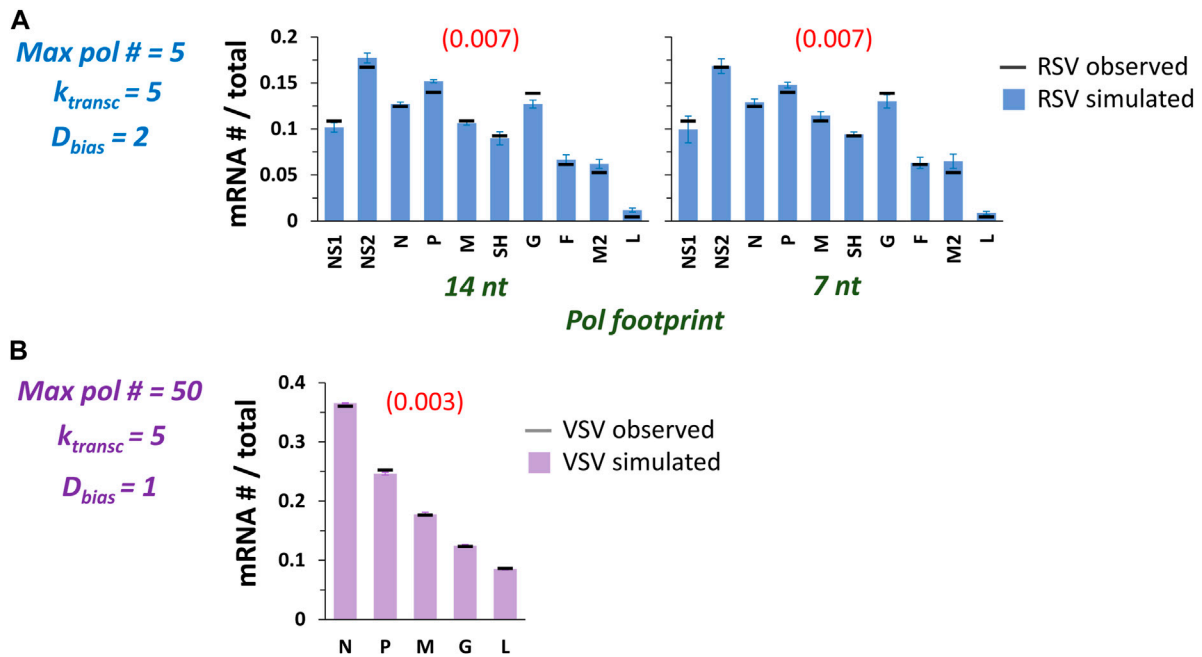 A
Max pol # = 5
k_transc = 5
D_bias = 2
mRNA # / total
0.2
0.15
0.1
0.05
0
(0.007)
(0.007)
RSV observed
RSV simulated
NS1 NS2 N P M SH G F M2 L
NS1 NS2 N P M SH G F M2 L
14 nt
7 nt
Pol footprint
B
Max pol # = 50
k_transc = 5
D_bias = 1
mRNA # / total
0.4
0.3
0.2
0.1
0
(0.003)
VSV observed
VSV simulated
N P M G L